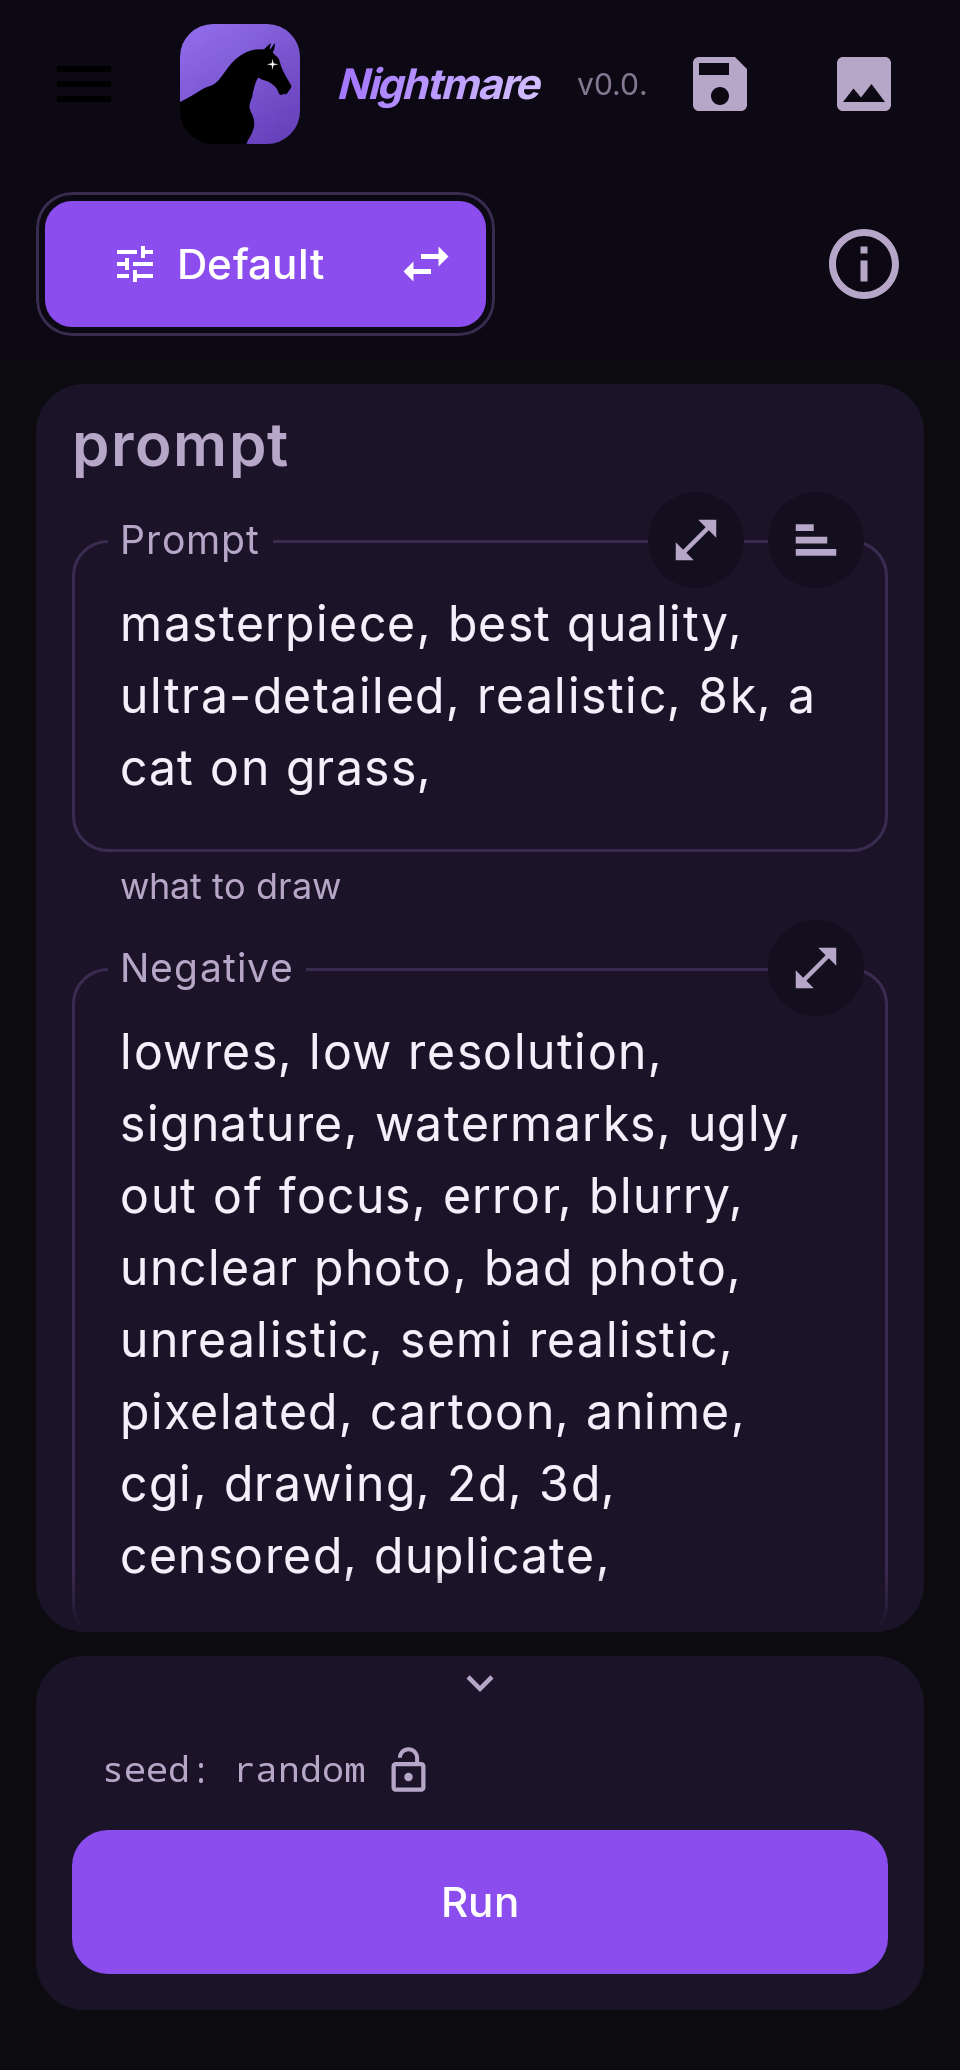 Nightmare v0.0.
Default
prompt
Prompt
masterpiece, best quality,
ultra-detailed, realistic, 8k, a
cat on grass,
what to draw
Negative
lowres, low resolution,
signature, watermarks, ugly,
out of focus, error, blurry,
unclear photo, bad photo,
unrealistic, semi realistic,
pixelated, cartoon, anime,
cgi, drawing, 2d, 3d,
censored, duplicate,
seed: random
Run